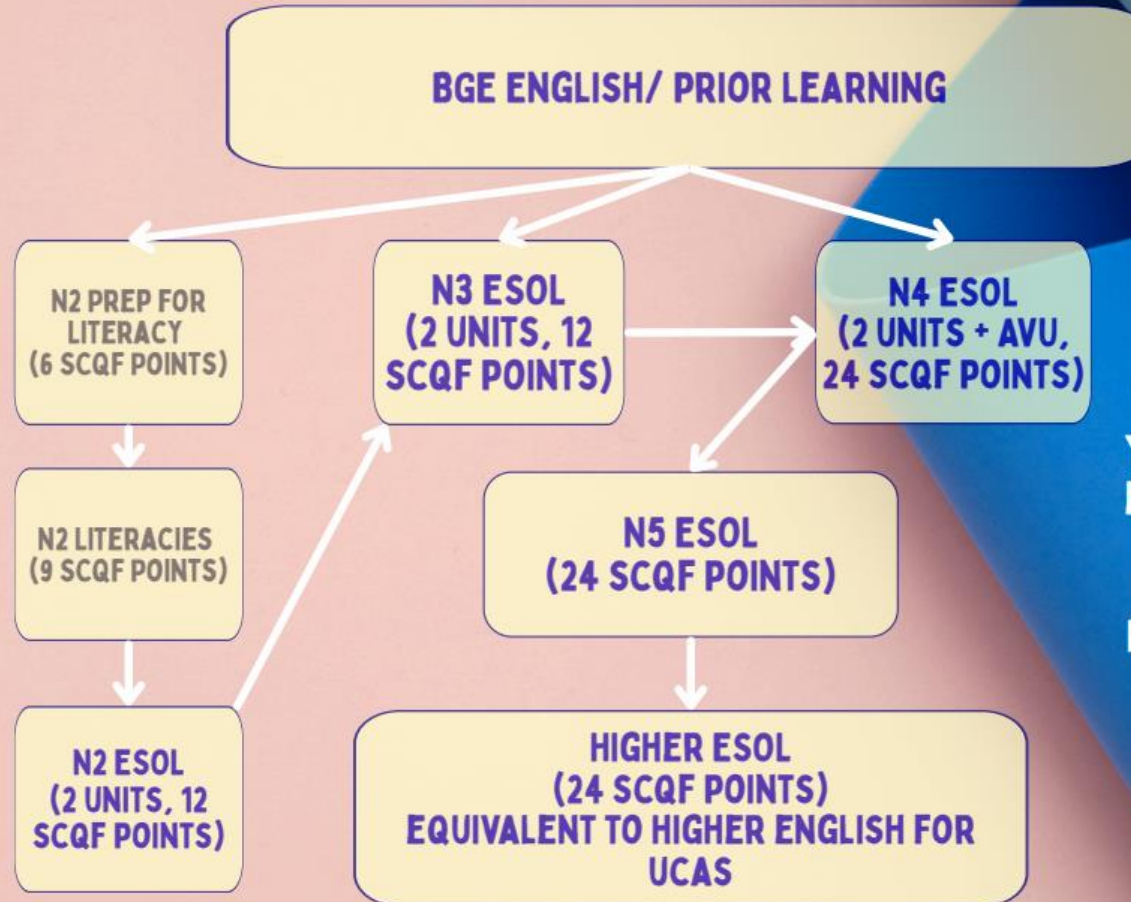 BGE ENGLISH/ PRIOR LEARNING
N2 PREP FOR
LITERACY
(6 SCQF POINTS)
N3 ESOL
(2 UNITS, 12
SCQF POINTS)
N4 ESOL
(2 UNITS + AVU,
24 SCQF POINTS)
N2 LITERACIES
(9 SCQF POINTS)
N5 ESOL
(24 SCQF POINTS)
N2 ESOL
(2 UNITS, 12
SCQF POINTS)
HIGHER ESOL
(24 SCQF POINTS)
EQUIVALENT TO HIGHER ENGLISH FOR
UCAS